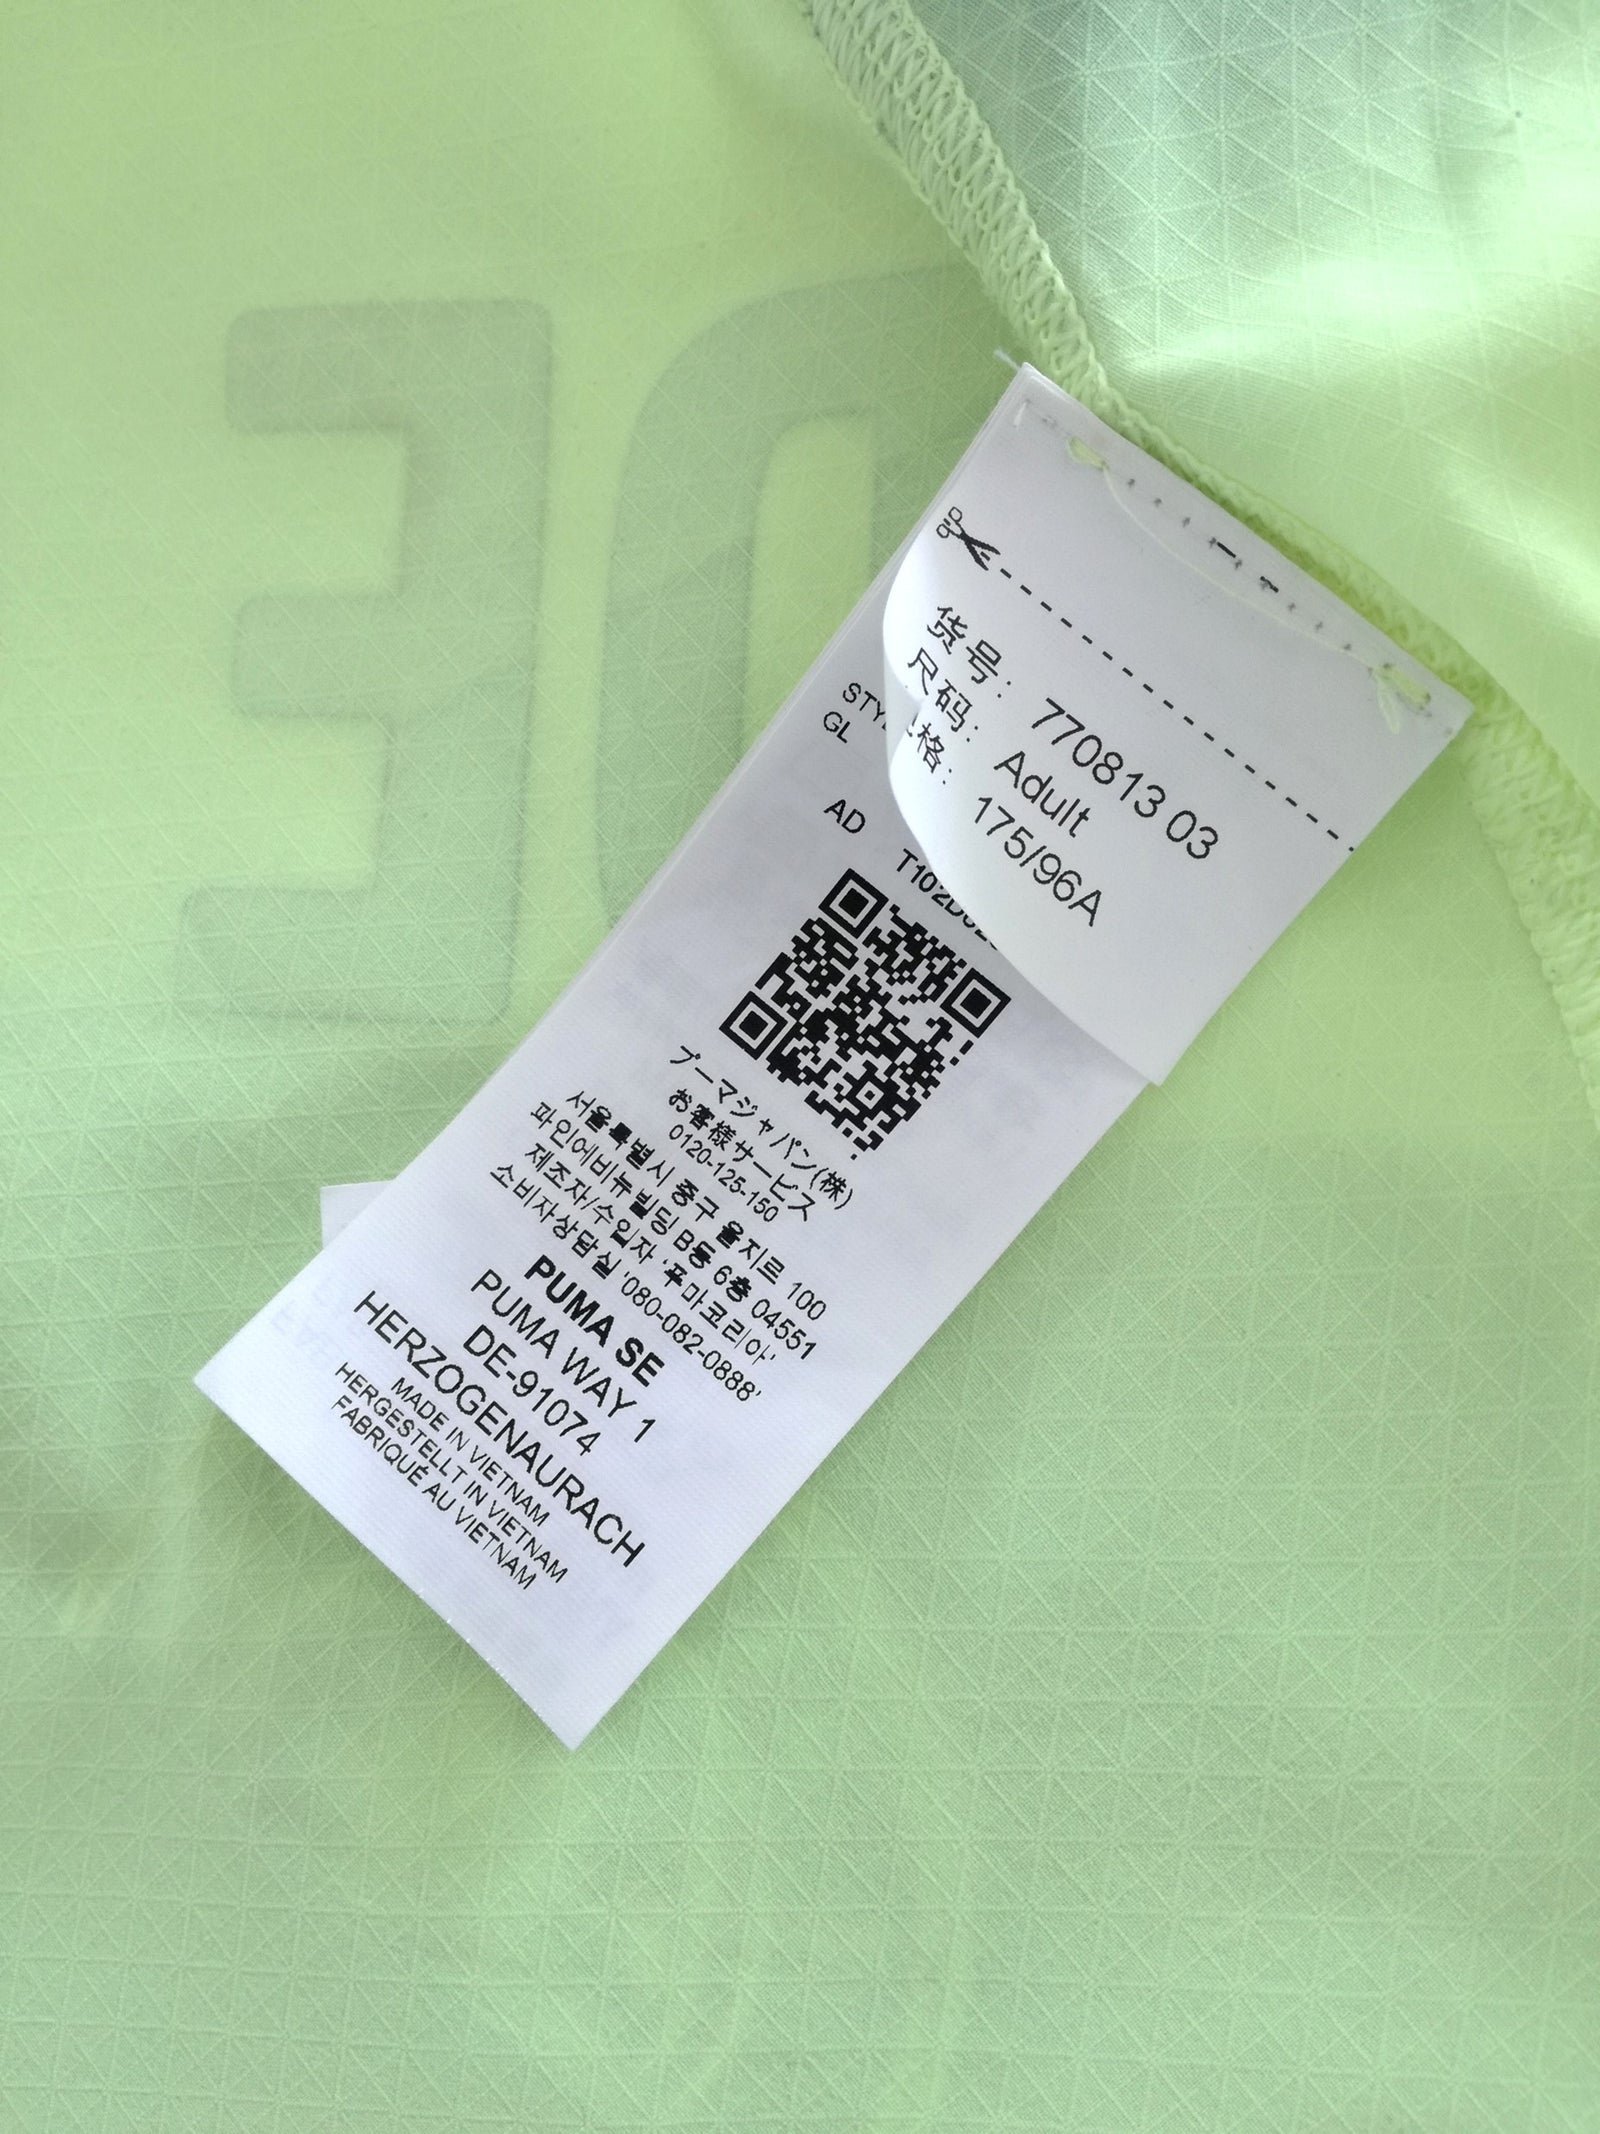 货号: 770813 03
尺码: Adult
格: 175/96A
GL
AD
プーマジャパン(株)
お客様サービス
0120-125-150
서울특별시 중구 을지로 100
파인에비뉴빌딩 B동 6층 04551
제조자/수입자 '푸마코리아'
소비자상담실 '080-082-0888'
PUMA SE
PUMA WAY 1
DE-91074
HERZOGENAURACH
MADE IN VIETNAM
HERGESTELLT IN VIETNAM
FABRIQUÉ AU VIETNAM